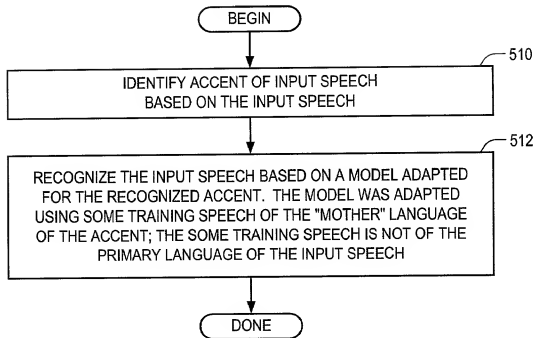 BEGIN
510
IDENTIFY ACCENT OF INPUT SPEECH
BASED ON THE INPUT SPEECH
512
RECOGNIZE THE INPUT SPEECH BASED ON A MODEL ADAPTED
FOR THE RECOGNIZED ACCENT. THE MODEL WAS ADAPTED
USING SOME TRAINING SPEECH OF THE "MOTHER" LANGUAGE
OF THE ACCENT; THE SOME TRAINING SPEECH IS NOT OF THE
PRIMARY LANGUAGE OF THE INPUT SPEECH
DONE